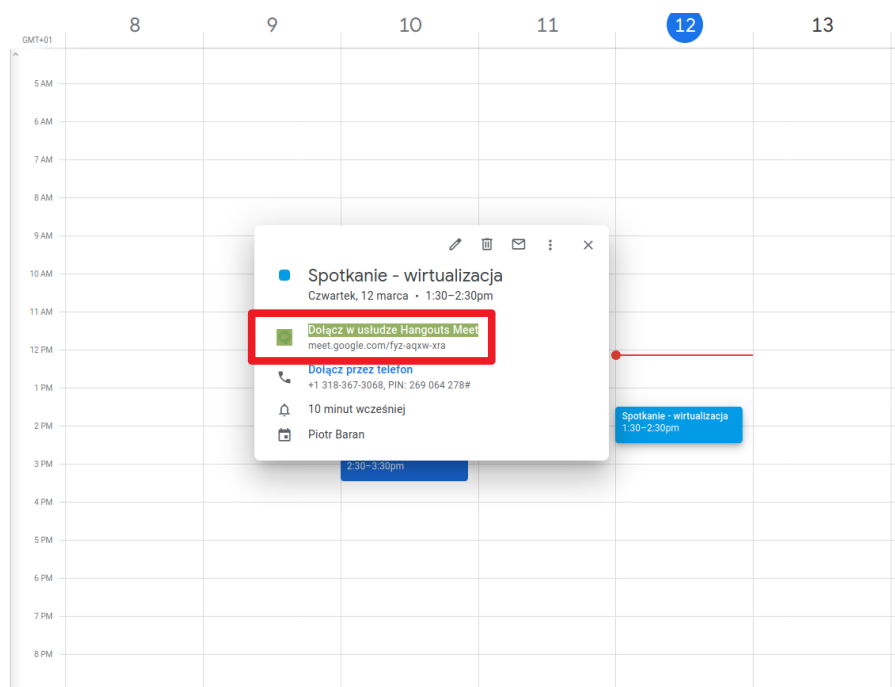 8 9 10 11 12 13
GMT+01
5 AM
6 AM
7 AM
8 AM
9 AM
10 AM
11 AM
12 PM
1 PM
2 PM
3 PM
4 PM
5 PM
6 PM
7 PM
8 PM
Spotkanie - wirtualizacja
Czwartek, 12 marca • 1:30–2:30pm
Dołącz w usłudze Hangouts Meet
meet.google.com/fyz-aqxw-xra
Dołącz przez telefon
+1 318-367-3068, PIN: 269 064 278#
10 minut wcześniej
Piotr Baran
2:30–3:30pm
Spotkanie - wirtualizacja
1:30–2:30pm